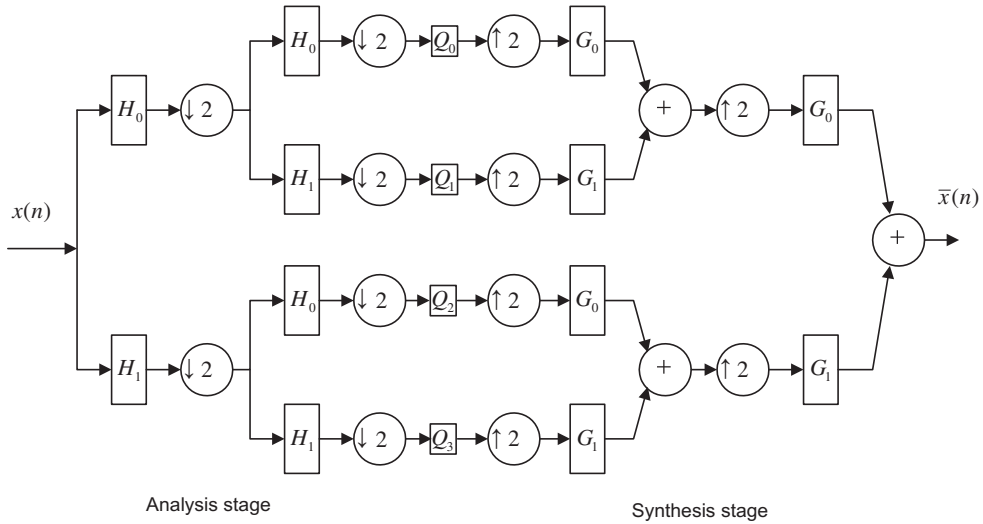 H₀ ↓2 Q₀ ↑2 G₀
H₀ ↓2 + ↑2 G₀
H₁ ↓2 Q₁ ↑2 G₁
x(n) x̄(n)
+
H₀ ↓2 Q₂ ↑2 G₀
H₁ ↓2 + ↑2 G₁
H₁ ↓2 Q₃ ↑2 G₁
Analysis stage
Synthesis stage